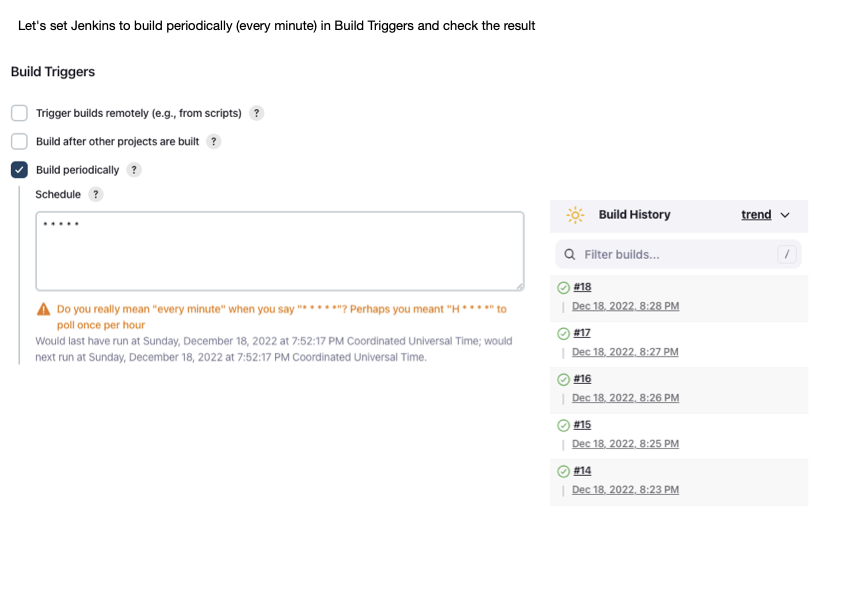 Let's set Jenkins to build periodically (every minute) in Build Triggers and check the result
Build Triggers
Trigger builds remotely (e.g., from scripts) ?
Build after other projects are built ?
Build periodically ?
Schedule ?
* * * * *
Do you really mean "every minute" when you say "* * * * *"? Perhaps you meant "H * * * *" to
poll once per hour
Would last have run at Sunday, December 18, 2022 at 7:52:17 PM Coordinated Universal Time; would
next run at Sunday, December 18, 2022 at 7:52:17 PM Coordinated Universal Time.
Build History trend
Filter builds... /
#18
Dec 18, 2022, 8:28 PM
#17
Dec 18, 2022, 8:27 PM
#16
Dec 18, 2022, 8:26 PM
#15
Dec 18, 2022, 8:25 PM
#14
Dec 18, 2022, 8:23 PM